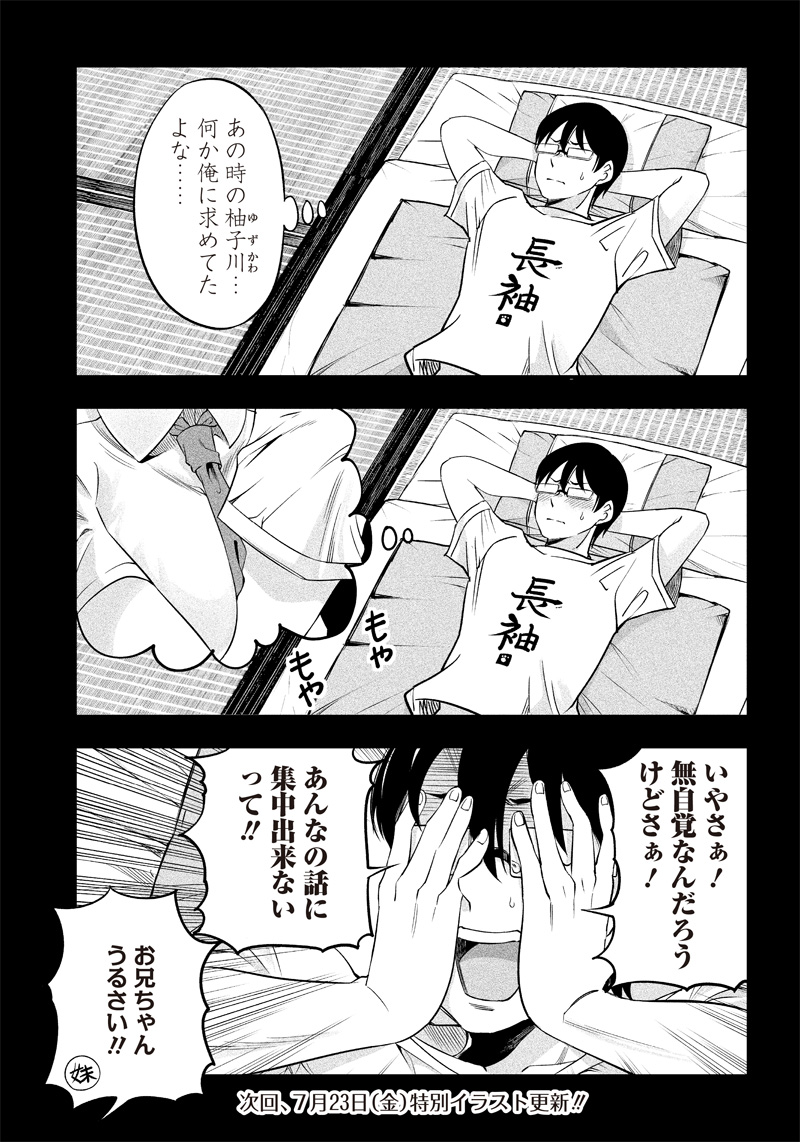 あの時の柚子川…
ゆずかわ
何か俺に求めてた
よな……
長袖
長袖
もや
もや
いやさぁ！
無自覚なんだろう
けどさぁ！
あんなの話に
集中出来ない
って!!
お兄ちゃん
うるさい!!
妹
次回、7月23日(金)特別イラスト更新!!